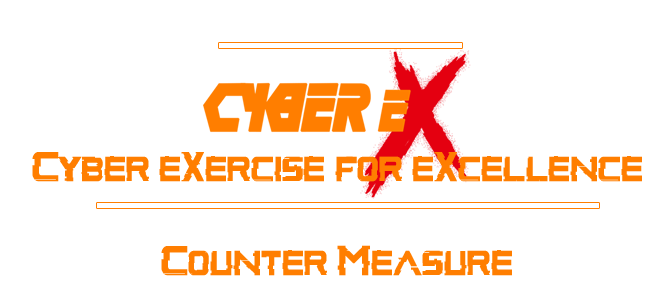 CYBER EX
CYBER EXERCISE FOR EXCELLENCE
COUNTER MEASURE